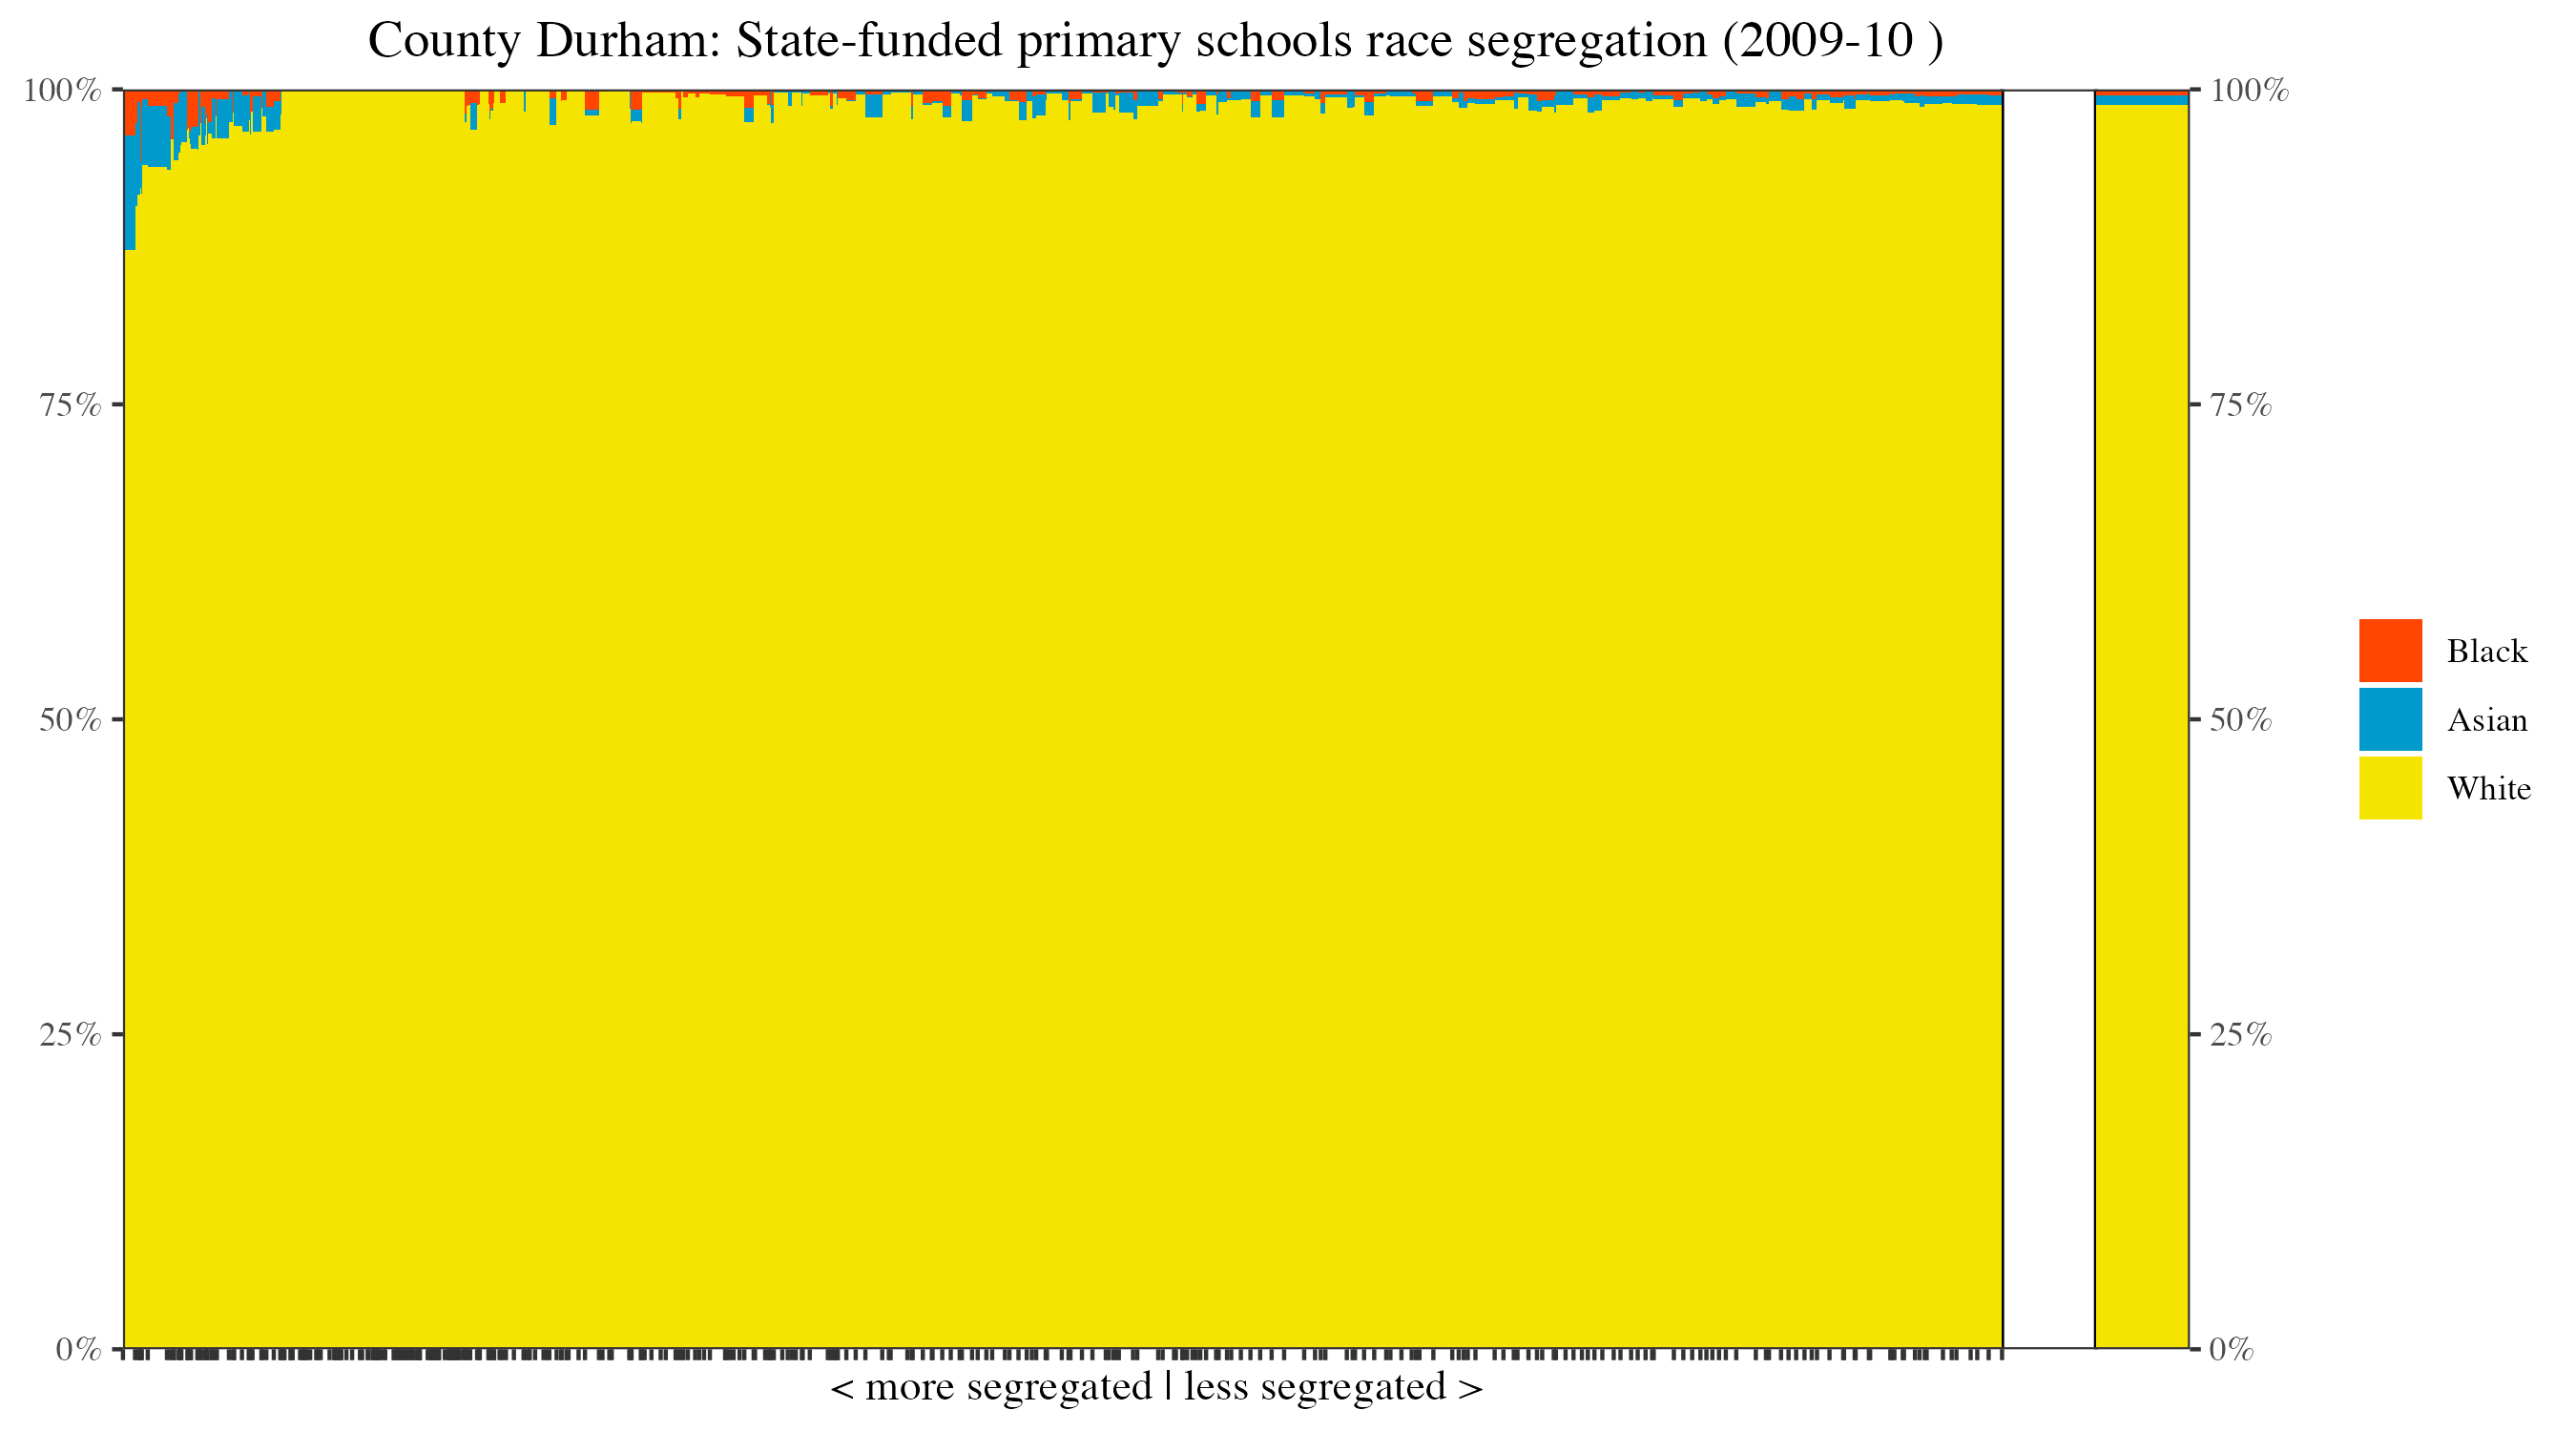 County Durham: State-funded primary schools race segregation (2009-10 )
100%
75%
50%
25%
0%
100%
75%
50%
25%
0%
Black
Asian
White
< more segregated | less segregated >